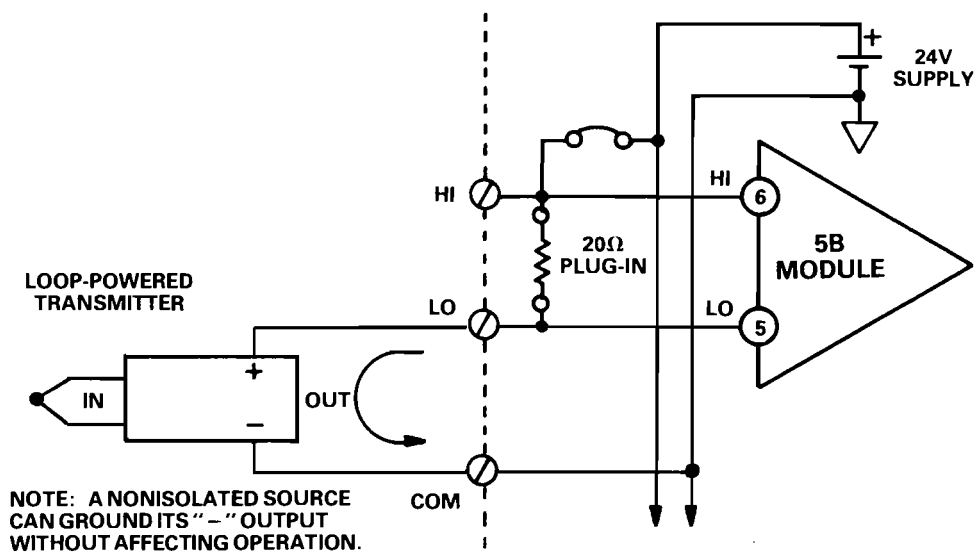 +
24V
SUPPLY
HI
HI
6
20Ω
PLUG-IN
5B
MODULE
LOOP-POWERED
TRANSMITTER
LO
LO
5
+
IN
OUT
–
COM
NOTE: A NONISOLATED SOURCE
CAN GROUND ITS "–" OUTPUT
WITHOUT AFFECTING OPERATION.